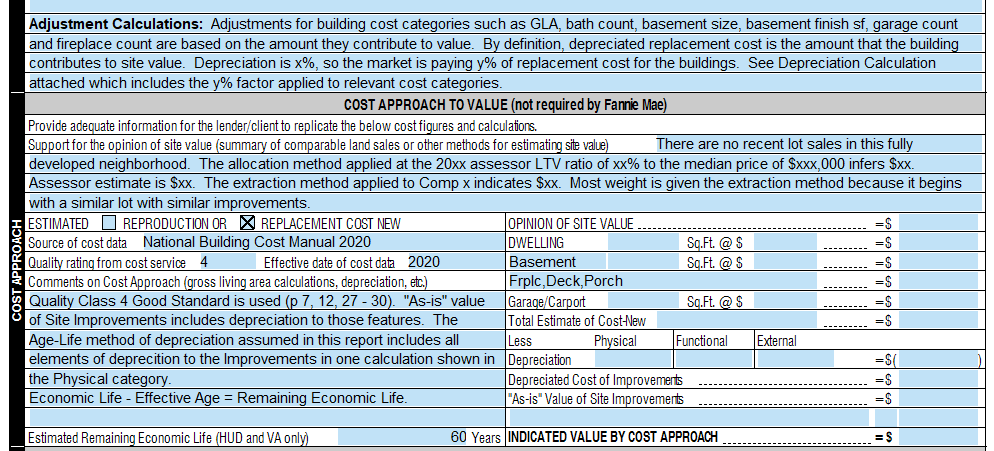 Adjustment Calculations: Adjustments for building cost categories such as GLA, bath count, basement size, basement finish sf, garage count
and fireplace count are based on the amount they contribute to value. By definition, depreciated replacement cost is the amount that the building
contributes to site value. Depreciation is x%, so the market is paying y% of replacement cost for the buildings. See Depreciation Calculation
attached which includes the y% factor applied to relevant cost categories.
COST APPROACH TO VALUE (not required by Fannie Mae)
Provide adequate information for the lender/client to replicate the below cost figures and calculations.
Support for the opinion of site value (summary of comparable land sales or other methods for estimating site value) There are no recent lot sales in this fully
developed neighborhood. The allocation method applied at the 20xx assessor LTV ratio of xx% to the median price of $xxx,000 infers $xx.
Assessor estimate is $xx. The extraction method applied to Comp x indicates $xx. Most weight is given the extraction method because it begins
with a similar lot with similar improvements.
COST APPROACH
ESTIMATED REPRODUCTION OR REPLACEMENT COST NEW
Source of cost data National Building Cost Manual 2020
Quality rating from cost service 4 Effective date of cost data 2020
Comments on Cost Approach (gross living area calculations, depreciation, etc.)
Quality Class 4 Good Standard is used (p 7, 12, 27 - 30). "As-is" value
of Site Improvements includes depreciation to those features. The
Age-Life method of depreciation assumed in this report includes all
elements of deprecition to the Improvements in one calculation shown in
the Physical category.
Economic Life - Effective Age = Remaining Economic Life.
Estimated Remaining Economic Life (HUD and VA only) 60 Years
OPINION OF SITE VALUE =$
DWELLING Sq.Ft. @ $ =$
Basement Sq.Ft. @ $ =$
Frplc,Deck,Porch =$
Garage/Carport Sq.Ft. @ $ =$
Total Estimate of Cost-New =$
Less Physical Functional External
Depreciation =$( )
Depreciated Cost of Improvements =$
"As-is" Value of Site Improvements =$
INDICATED VALUE BY COST APPROACH = $